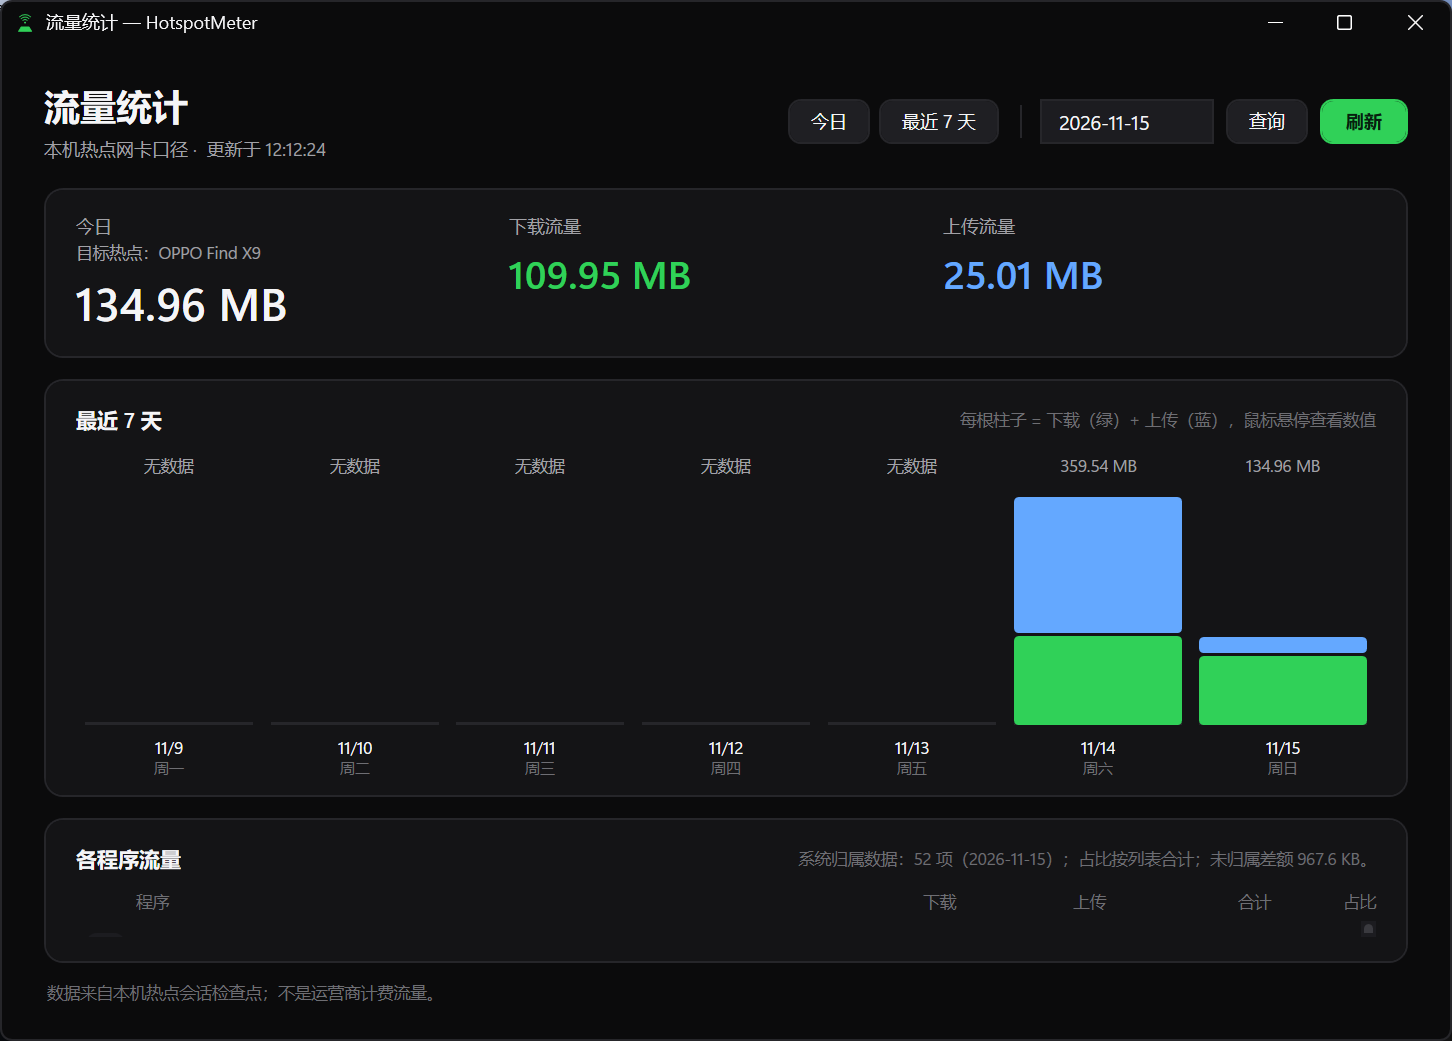 流量统计 — HotspotMeter
流量统计
本机热点网卡口径 · 更新于 12:12:24
今日 最近 7 天 2026-11-15 查询 刷新
今日
目标热点：OPPO Find X9
134.96 MB
下载流量
109.95 MB
上传流量
25.01 MB
最近 7 天
每根柱子 = 下载（绿）+ 上传（蓝），鼠标悬停查看数值
无数据 无数据 无数据 无数据 无数据 359.54 MB 134.96 MB
11/9 11/10 11/11 11/12 11/13 11/14 11/15
周一 周二 周三 周四 周五 周六 周日
各程序流量
系统归属数据：52 项（2026-11-15）；占比按列表合计；未归属差额 967.6 KB。
程序 下载 上传 合计 占比
数据来自本机热点会话检查点；不是运营商计费流量。